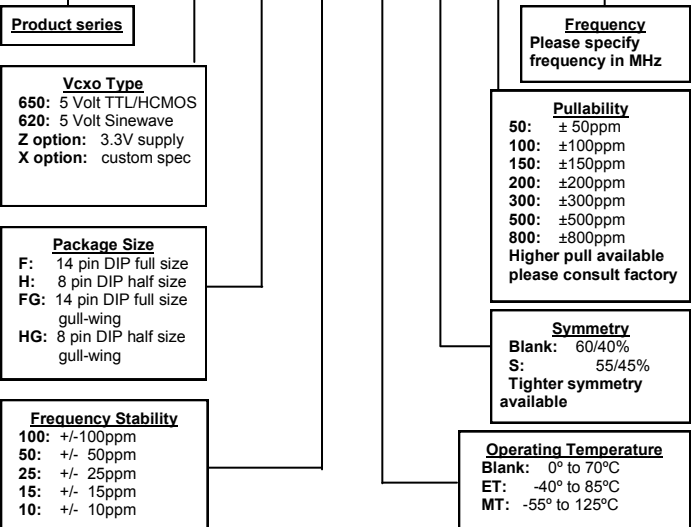 Product series
Vcxo Type
650: 5 Volt TTL/HCMOS
620: 5 Volt Sinewave
Z option: 3.3V supply
X option: custom spec
Package Size
F: 14 pin DIP full size
H: 8 pin DIP half size
FG: 14 pin DIP full size
gull-wing
HG: 8 pin DIP half size
gull-wing
Frequency Stability
100: +/-100ppm
50: +/- 50ppm
25: +/- 25ppm
15: +/- 15ppm
10: +/- 10ppm
Frequency
Please specify
frequency in MHz
Pullability
50: ± 50ppm
100: ±100ppm
150: ±150ppm
200: ±200ppm
300: ±300ppm
500: ±500ppm
800: ±800ppm
Higher pull available
please consult factory
Symmetry
Blank: 60/40%
S: 55/45%
Tighter symmetry
available
Operating Temperature
Blank: 0º to 70ºC
ET: -40º to 85ºC
MT: -55º to 125ºC